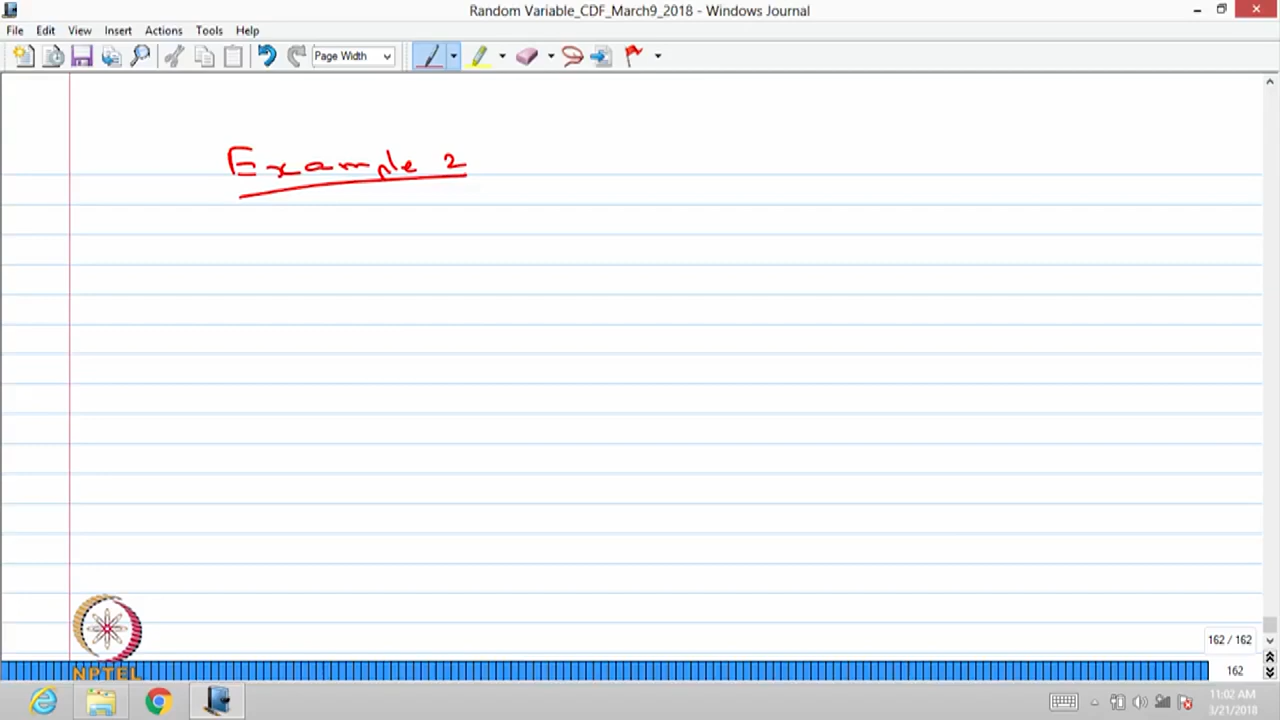 Random Variable_CDF_March9_2018 - Windows Journal
File Edit View Insert Actions Tools Help
Page Width
Example 2
162 / 162
162
NPTEL
11:02 AM
3/21/2018